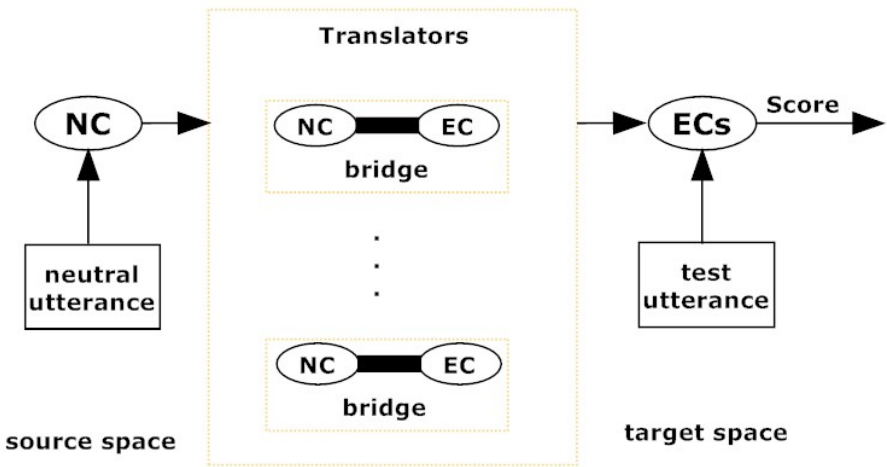 Translators
NC
NC EC
bridge
ECs
Score
neutral
utterance
test
utterance
NC EC
bridge
source space
target space